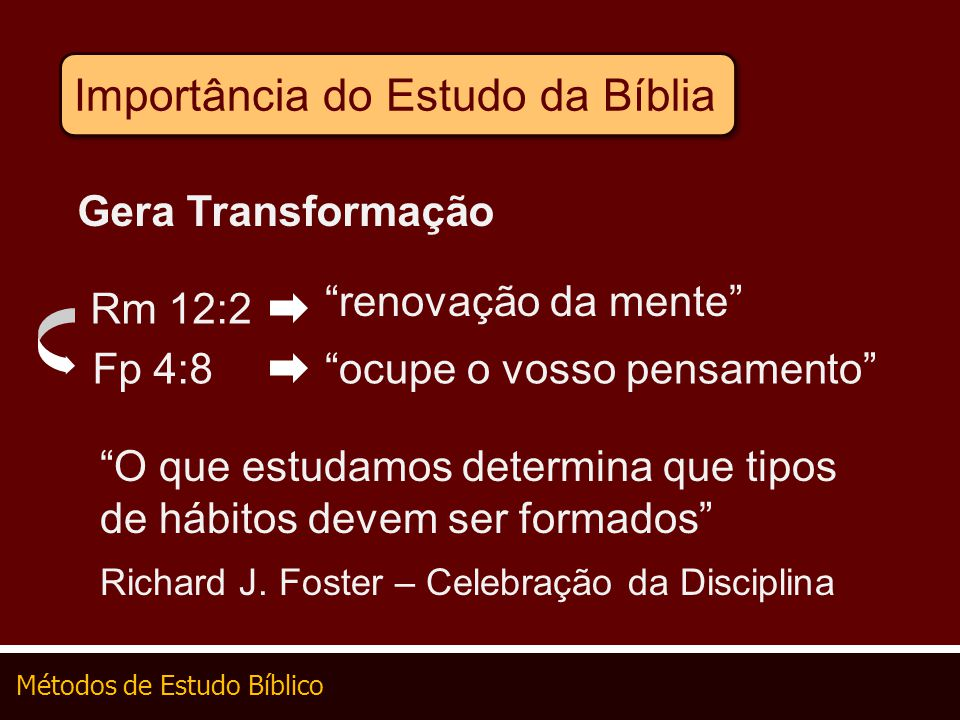 Importância do Estudo da Bíblia
Gera Transformação
Rm 12:2 “renovação da mente”
Fp 4:8 “ocupe o vosso pensamento”
“O que estudamos determina que tipos
de hábitos devem ser formados”
Richard J. Foster – Celebração da Disciplina
Métodos de Estudo Bíblico